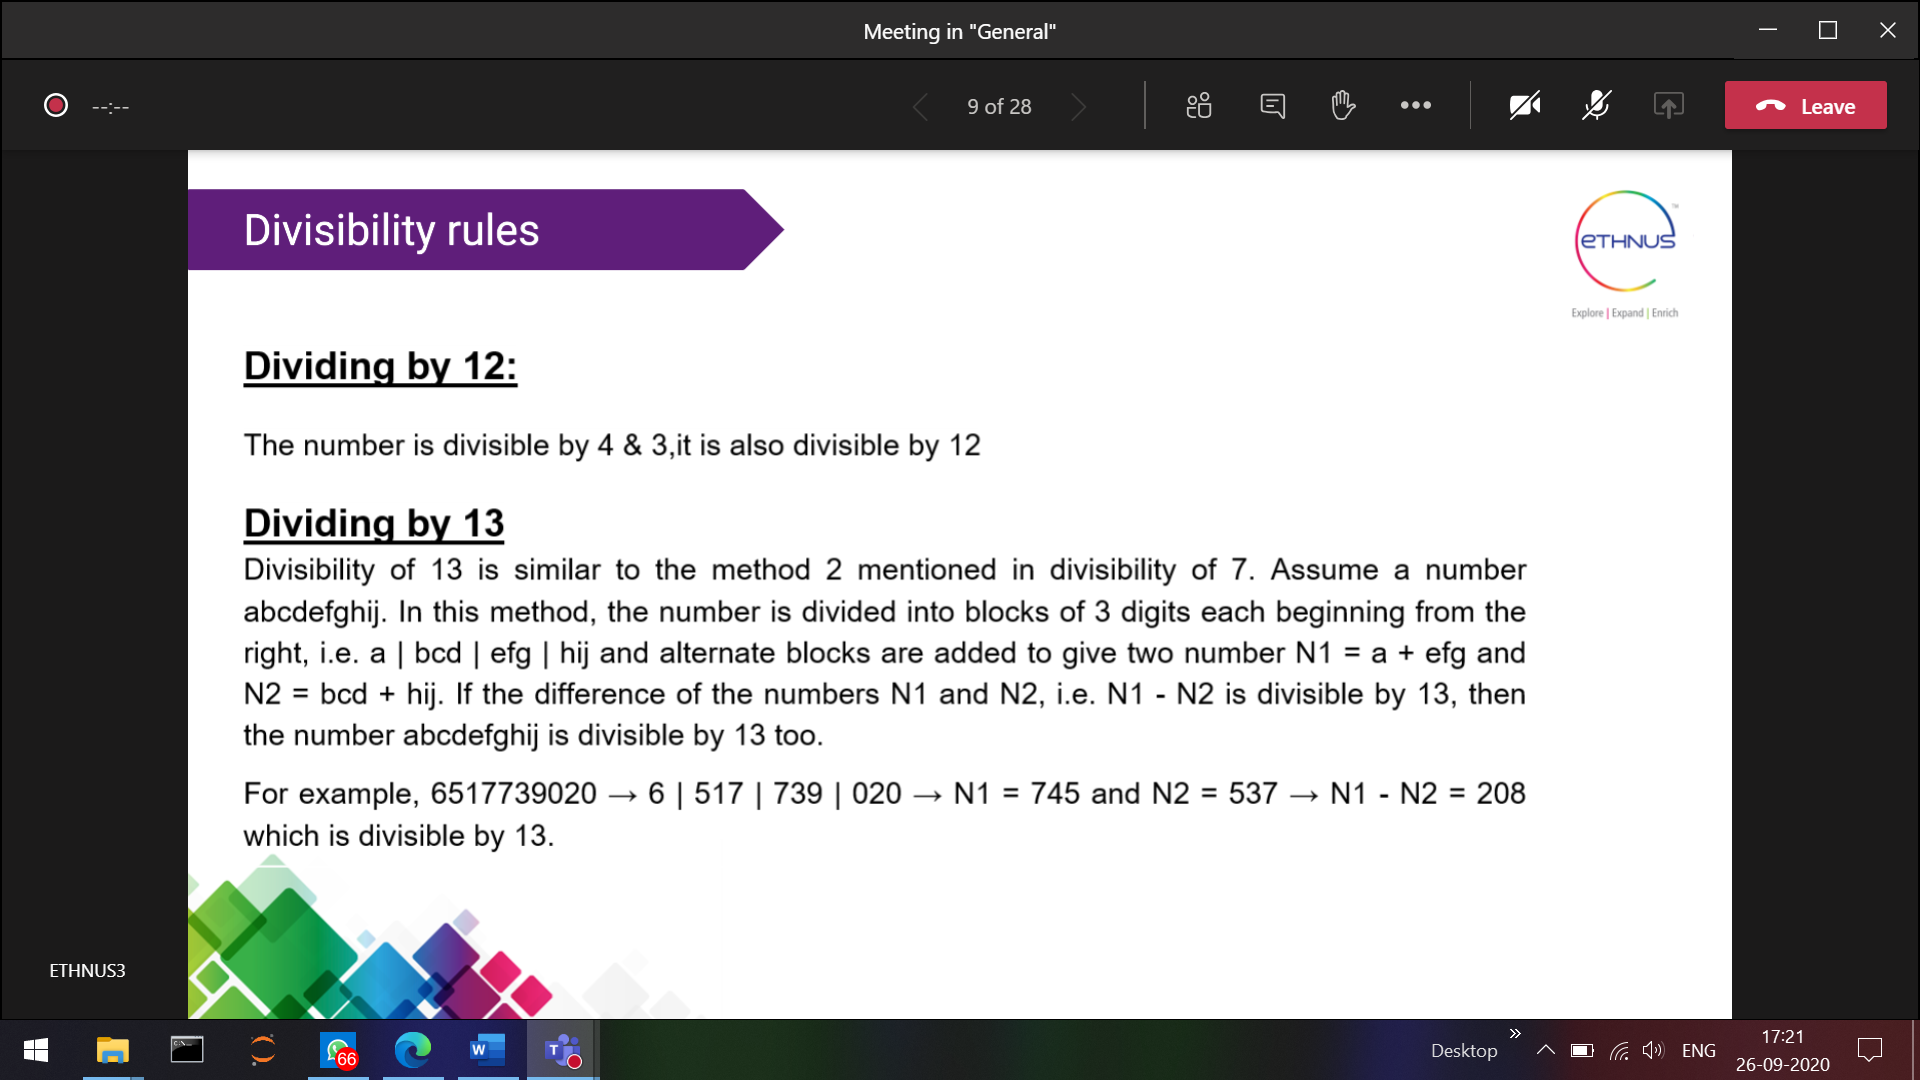 Meeting in "General"
--:--
9 of 28
Leave
Divisibility rules
eTHNUS
TM
Explore | Expand | Enrich
Dividing by 12:
The number is divisible by 4 & 3,it is also divisible by 12
Dividing by 13
Divisibility of 13 is similar to the method 2 mentioned in divisibility of 7. Assume a number
abcdefghij. In this method, the number is divided into blocks of 3 digits each beginning from the
right, i.e. a | bcd | efg | hij and alternate blocks are added to give two number N1 = a + efg and
N2 = bcd + hij. If the difference of the numbers N1 and N2, i.e. N1 - N2 is divisible by 13, then
the number abcdefghij is divisible by 13 too.
For example, 6517739020 → 6 | 517 | 739 | 020 → N1 = 745 and N2 = 537 → N1 - N2 = 208
which is divisible by 13.
ETHNUS3
C:\_
66
W
T
Desktop
ENG
17:21
26-09-2020